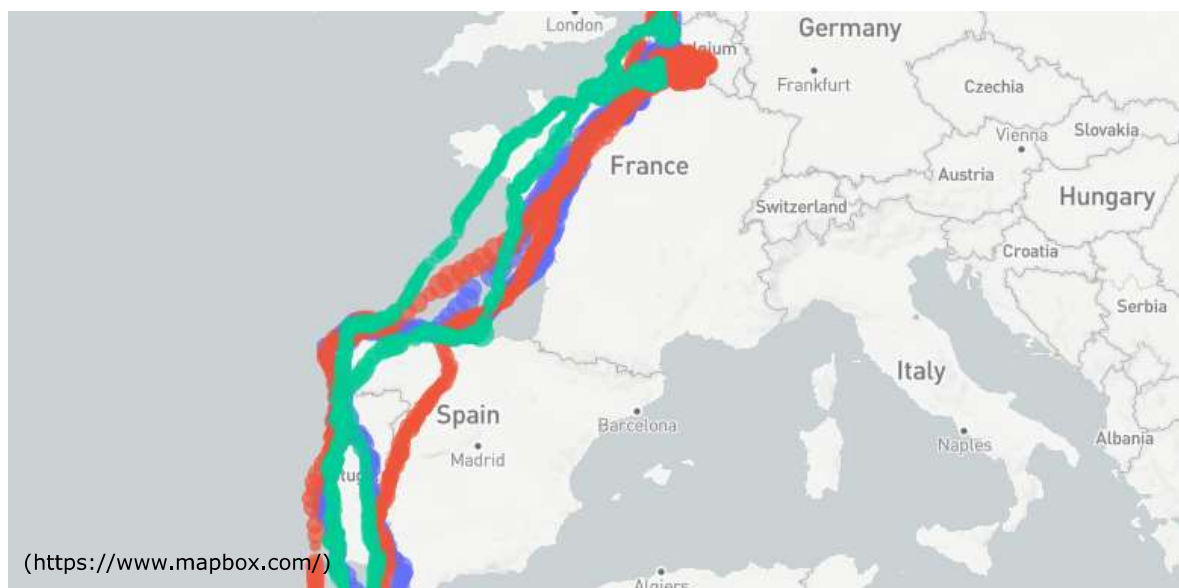 London
Germany
Frankfurt
Czechia
Vienna
Slovakia
France
Austria
Hungary
Switzerland
Croatia
Serbia
Italy
Spain
Barcelona
Naples
Albania
Madrid
(https://www.mapbox.com/)